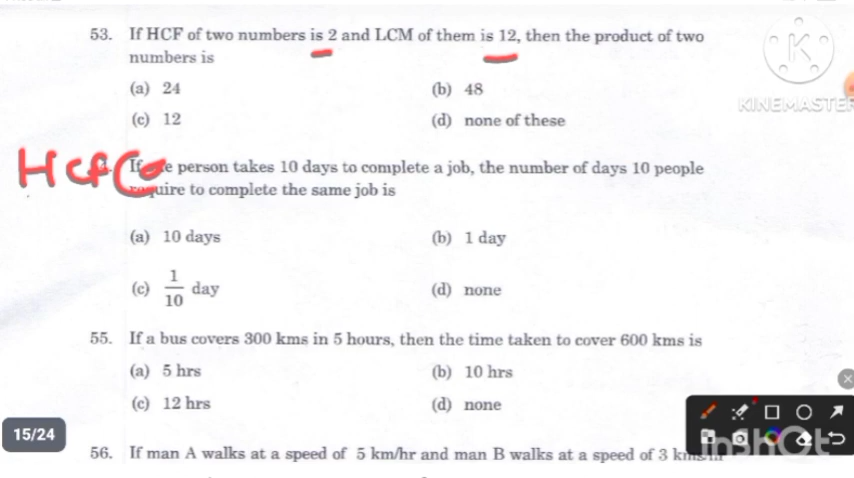 53. If HCF of two numbers is 2 and LCM of them is 12, then the product of two
numbers is
(a) 24 (b) 48
(c) 12 (d) none of these
HCF(a
If person takes 10 days to complete a job, the number of days 10 people
to complete the same job is
(a) 10 days (b) 1 day
(c) 1/10 day (d) none
55. If a bus covers 300 kms in 5 hours, then the time taken to cover 600 kms is
(a) 5 hrs (b) 10 hrs
(c) 12 hrs (d) none
56. If man A walks at a speed of 5 km/hr and man B walks at a speed of 3
K
KINEMASTER
15/24
InShOt